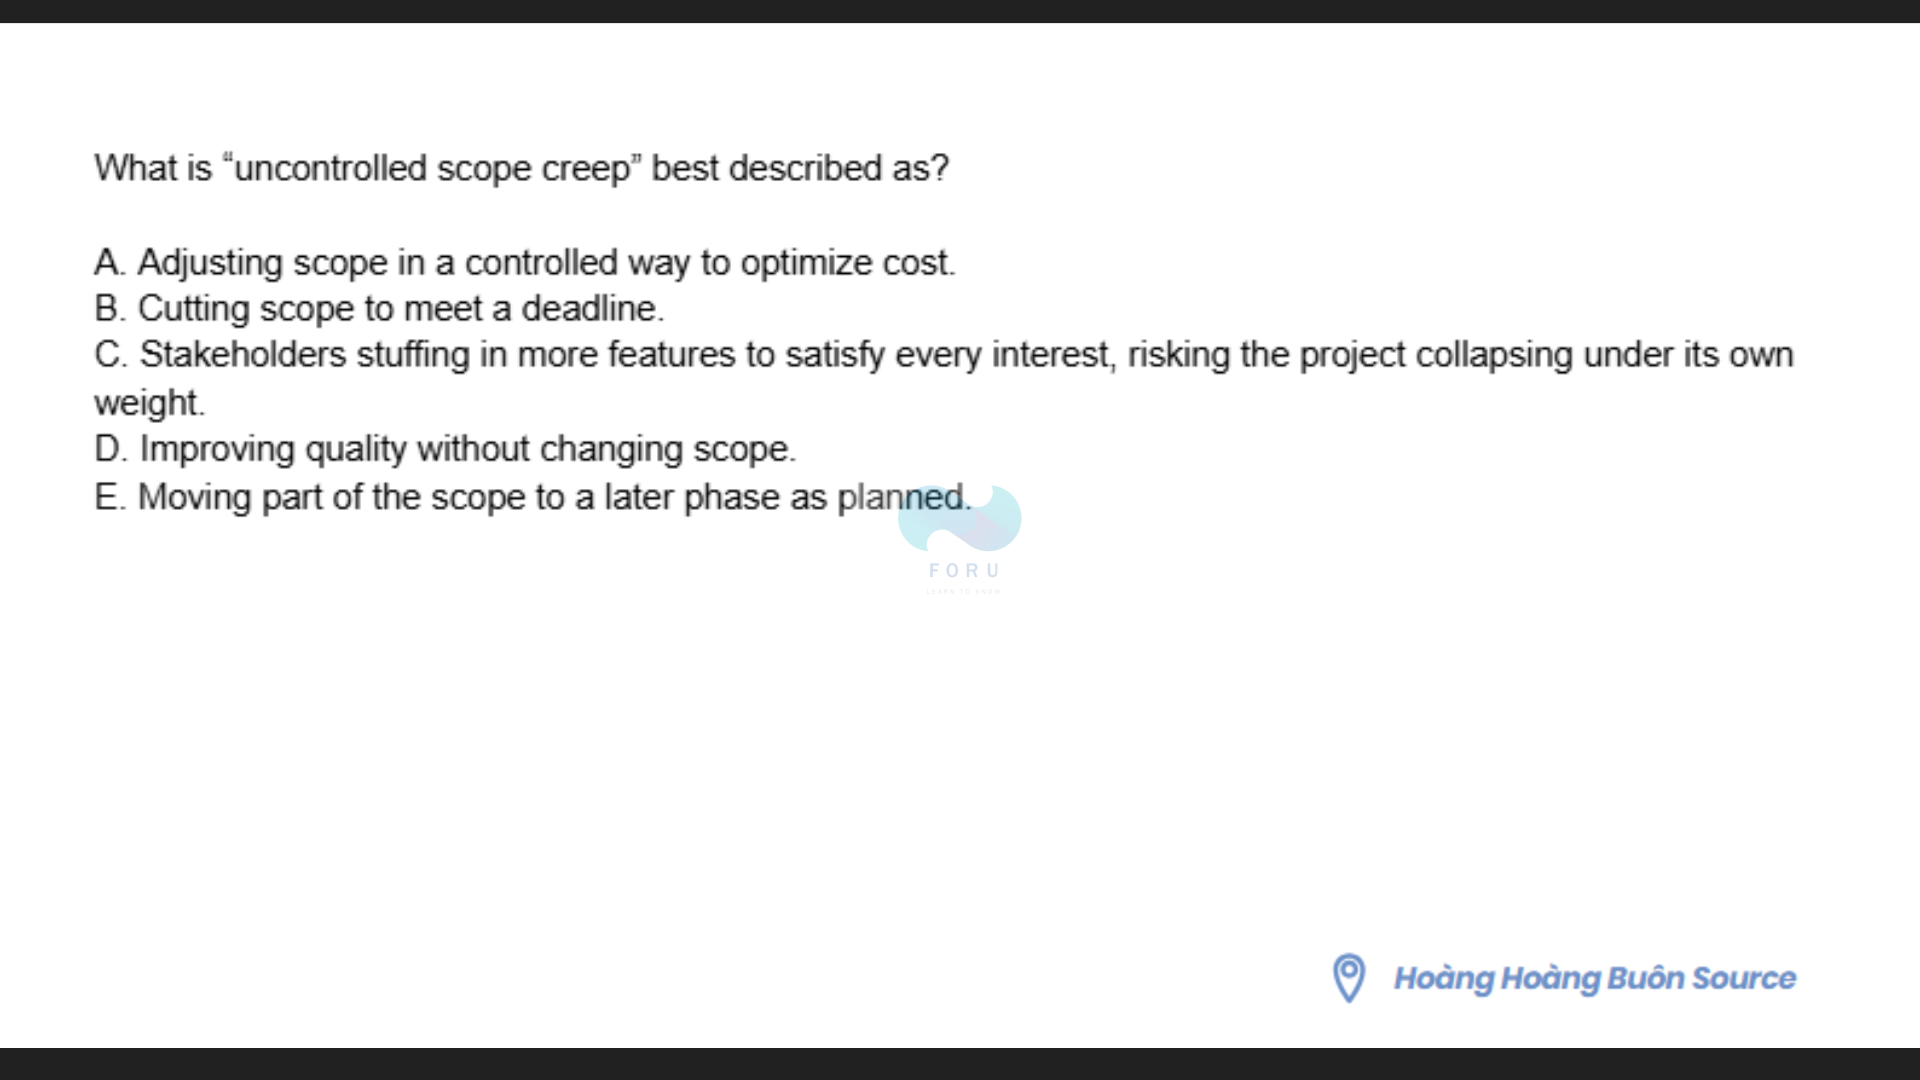 What is “uncontrolled scope creep” best described as?
A. Adjusting scope in a controlled way to optimize cost.
B. Cutting scope to meet a deadline.
C. Stakeholders stuffing in more features to satisfy every interest, risking the project collapsing under its own
weight.
D. Improving quality without changing scope.
E. Moving part of the scope to a later phase as planned.
FORU
LEARN TO KNOW
Hoàng Hoàng Buôn Source